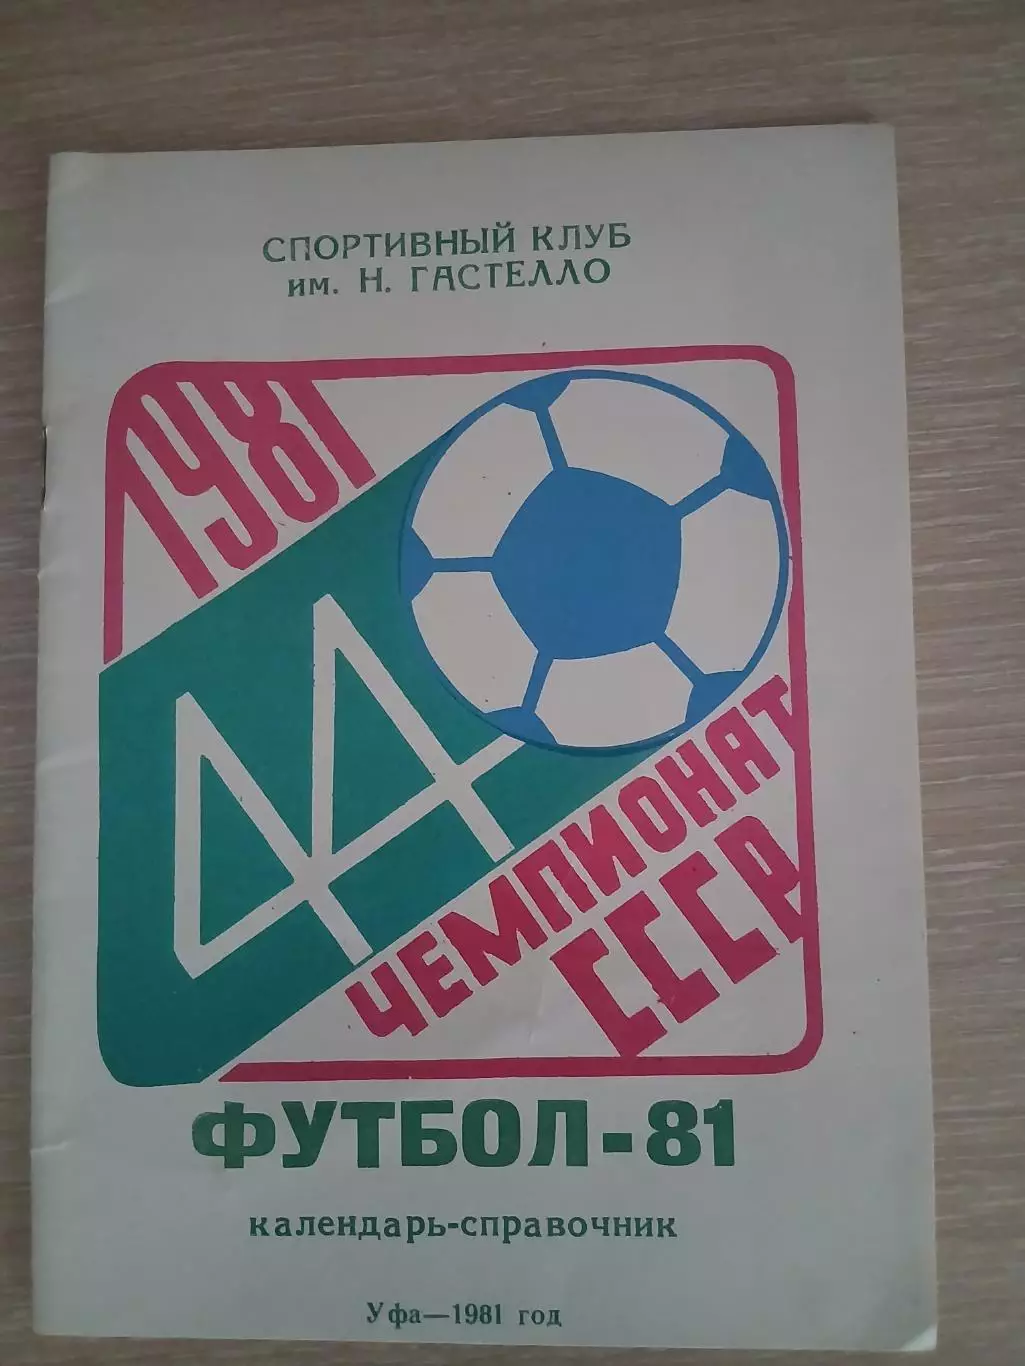 СПОРТИВНЫЙ КЛУБ
им. Н. ГАСТЕЛЛО
1981
44
ЧЕМПИОНАТ
СССР
ФУТБОЛ-81
календарь-справочник
Уфа—1981 год